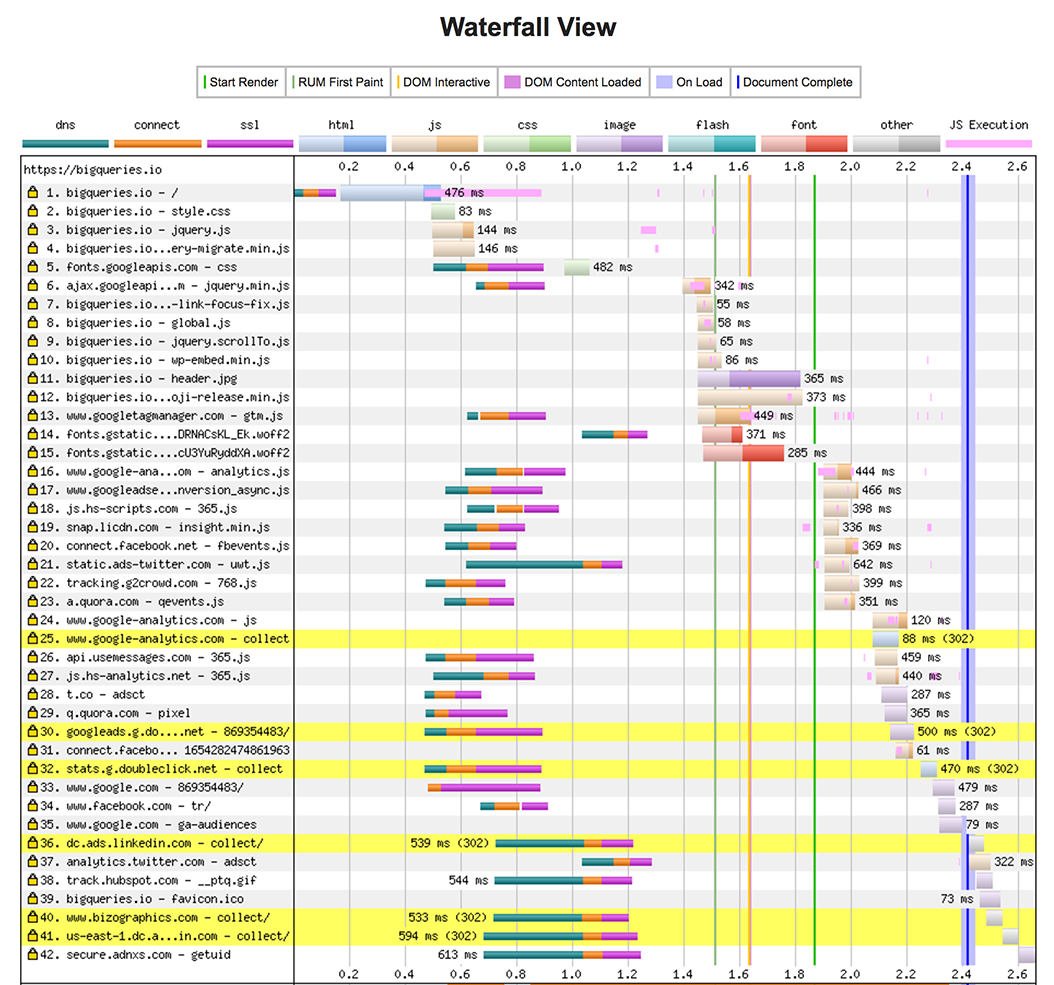 Waterfall View
Start Render RUM First Paint DOM Interactive DOM Content Loaded On Load Document Complete
dns connect ssl html js css image flash font other JS Execution
https://bigqueries.io 0.2 0.4 0.6 0.8 1.0 1.2 1.4 1.6 1.8 2.0 2.2 2.4 2.6
1. bigqueries.io - / 476 ms
2. bigqueries.io - style.css 83 ms
3. bigqueries.io - jquery.js 144 ms
4. bigqueries.io...ery-migrate.min.js 146 ms
5. fonts.googleapis.com - css 482 ms
6. ajax.googleapi...m - jquery.min.js 342 ms
7. bigqueries.io...-link-focus-fix.js 55 ms
8. bigqueries.io - global.js 58 ms
9. bigqueries.io - jquery.scrollTo.js 65 ms
10. bigqueries.io - wp-embed.min.js 86 ms
11. bigqueries.io - header.jpg 365 ms
12. bigqueries.io...oji-release.min.js 373 ms
13. www.googletagmanager.com - gtm.js 449 ms
14. fonts.gstatic....DRNACsKL_Ek.woff2 371 ms
15. fonts.gstatic....cU3YuRyddXA.woff2 285 ms
16. www.google-ana...om - analytics.js 444 ms
17. www.googleadse...nversion_async.js 466 ms
18. js.hs-scripts.com - 365.js 398 ms
19. snap.licdn.com - insight.min.js 336 ms
20. connect.facebook.net - fbevents.js 369 ms
21. static.ads-twitter.com - uwt.js 642 ms
22. tracking.g2crowd.com - 768.js 399 ms
23. a.quora.com - qevents.js 351 ms
24. www.google-analytics.com - js 120 ms
25. www.google-analytics.com - collect 88 ms (302)
26. api.usemessages.com - 365.js 459 ms
27. js.hs-analytics.net - 365.js 440 ms
28. t.co - adsct 287 ms
29. q.quora.com - pixel 365 ms
30. googleads.g.do....net - 869354483/ 500 ms (302)
31. connect.facebo... 1654282474861963 61 ms
32. stats.g.doubleclick.net - collect 470 ms (302)
33. www.google.com - 869354483/ 479 ms
34. www.facebook.com - tr/ 287 ms
35. www.google.com - ga-audiences 79 ms
36. dc.ads.linkedin.com - collect/ 539 ms (302)
37. analytics.twitter.com - adsct 322 ms
38. track.hubspot.com - __ptq.gif 544 ms
39. bigqueries.io - favicon.ico 73 ms
40. www.bizographics.com - collect/ 533 ms (302)
41. us-east-1.dc.a...in.com - collect/ 594 ms (302)
42. secure.adnxs.com - getuid 613 ms
0.2 0.4 0.6 0.8 1.0 1.2 1.4 1.6 1.8 2.0 2.2 2.4 2.6